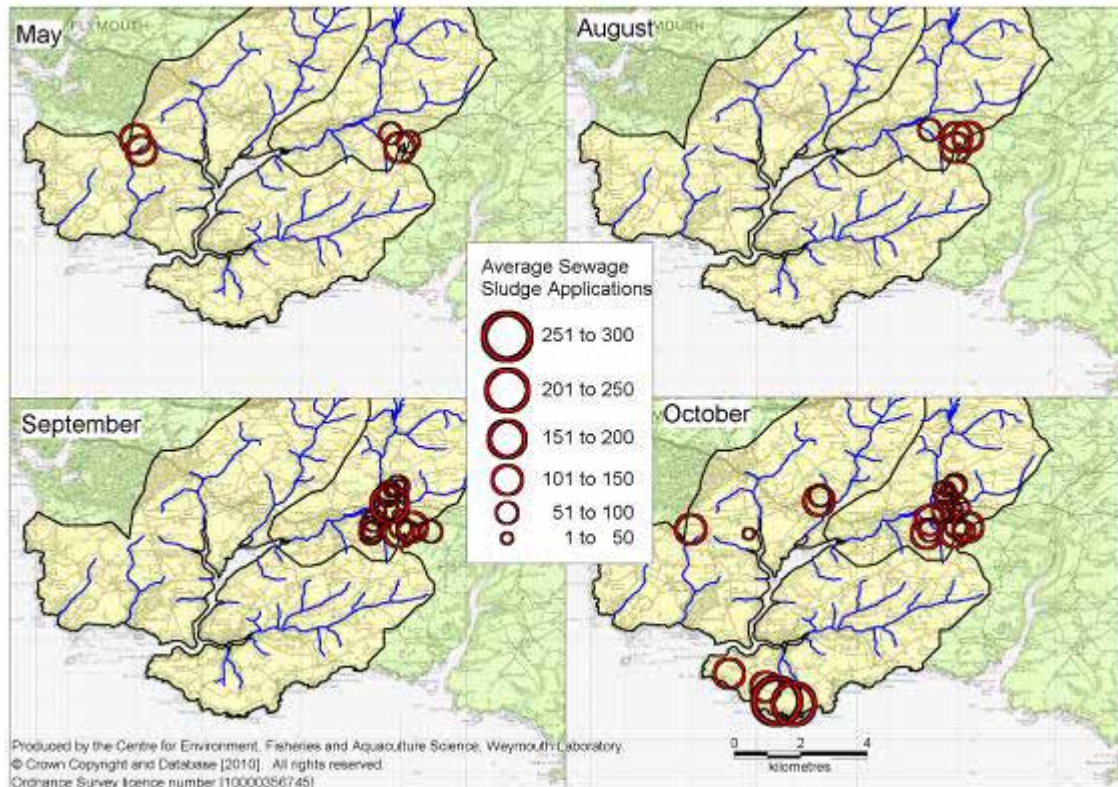 May
PLYMOUTH
August
Average Sewage
Sludge Applications
251 to 300
201 to 250
151 to 200
101 to 150
51 to 100
1 to 50
September
October
0 2 4
kilometres
Produced by the Centre for Environment, Fisheries and Aquaculture Science, Weymouth Laboratory.
© Crown Copyright and Database [2010]. All rights reserved.
Ordnance Survey licence number [10000356745]